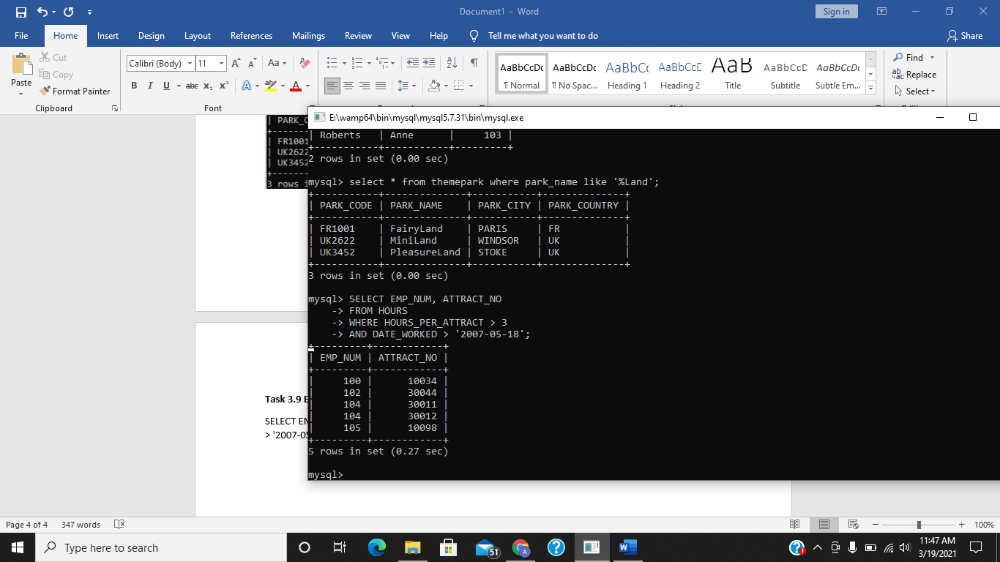 Document1 - Word
Sign in
File Home Insert Design Layout References Mailings Review View Help Tell me what you want to do Share
Paste
Cut
Copy
Format Painter
Clipboard
Calibri (Body) 11
Font
AaBbCcDc AaBbCcDc AaBbCc AaBbCcD AaB AaBbCcD AaBbCcDc
¶ Normal ¶ No Spac... Heading 1 Heading 2 Title Subtitle Subtle Em...
Find
Replace
Select
E:\wamp64\bin\mysql\mysql5.7.31\bin\mysql.exe
| Roberts | Anne | 103 |
+-----------+-----------+---------+
2 rows in set (0.00 sec)
mysql> select * from themepark where park_name like '%Land';
+-----------+--------------+-----------+--------------+
| PARK_CODE | PARK_NAME | PARK_CITY | PARK_COUNTRY |
+-----------+--------------+-----------+--------------+
| FR1001 | FairyLand | PARIS | FR |
| UK2622 | MiniLand | WINDSOR | UK |
| UK3452 | PleasureLand | STOKE | UK |
+-----------+--------------+-----------+--------------+
3 rows in set (0.00 sec)
mysql> SELECT EMP_NUM, ATTRACT_NO
-> FROM HOURS
-> WHERE HOURS_PER_ATTRACT > 3
-> AND DATE_WORKED > '2007-05-18';
+---------+------------+
| EMP_NUM | ATTRACT_NO |
+---------+------------+
| 100 | 10034 |
| 102 | 30044 |
| 104 | 30011 |
| 104 | 30012 |
| 105 | 10098 |
+---------+------------+
5 rows in set (0.27 sec)
mysql>
| PARK_C
| FR1001
| UK2622
| UK3452
3 rows i
Task 3.9 E
SELECT EM
> '2007-05
Page 4 of 4 347 words 100%
Type here to search
51
11:47 AM
3/19/2021